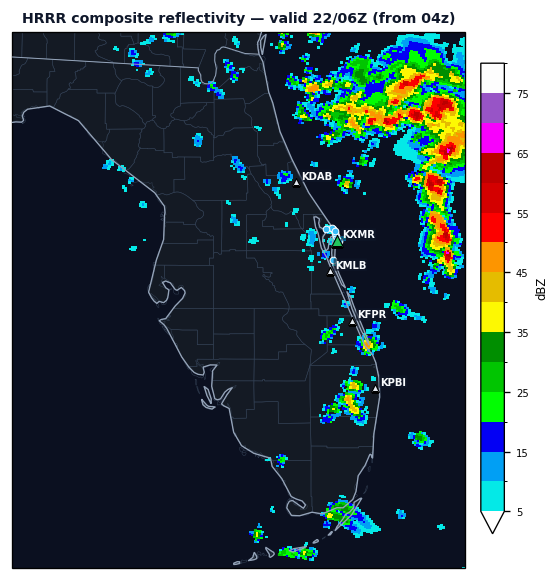 HRRR composite reflectivity — valid 22/06Z (from 04z)
KDAB
KXMR
KMLB
KFPR
KPBI
75
65
55
45
35
25
15
5
dBZ